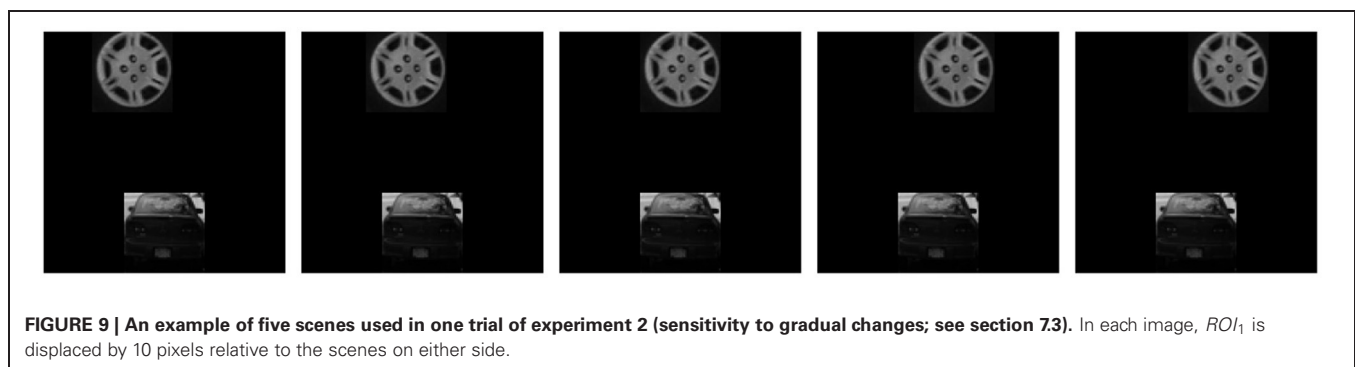 FIGURE 9 | An example of five scenes used in one trial of experiment 2 (sensitivity to gradual changes; see section 7.3). In each image, ROI₁ is
displaced by 10 pixels relative to the scenes on either side.